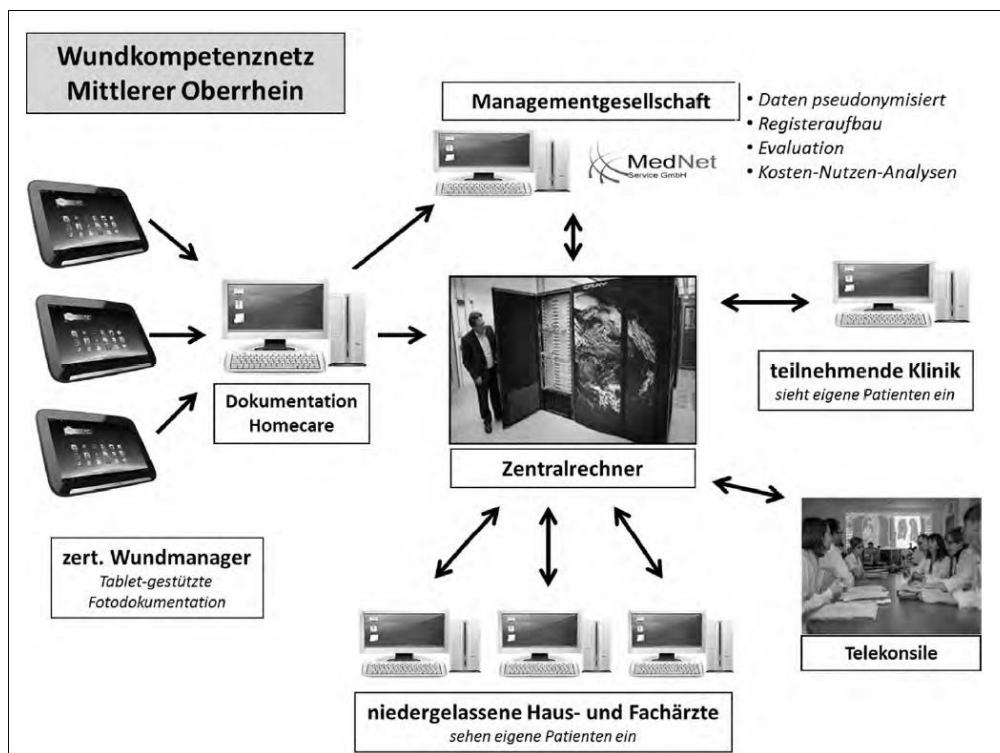 Wundkompetenznetz
Mittlerer Oberrhein
Managementgesellschaft
• Daten pseudonymisiert
• Registeraufbau
• Evaluation
• Kosten-Nutzen-Analysen
MedNet
Service GmbH
CRAY
teilnehmende Klinik
sieht eigene Patienten ein
Dokumentation
Homecare
Zentralrechner
zert. Wundmanager
Tablet-gestützte
Fotodokumentation
Telekonsile
niedergelassene Haus- und Fachärzte
sehen eigene Patienten ein